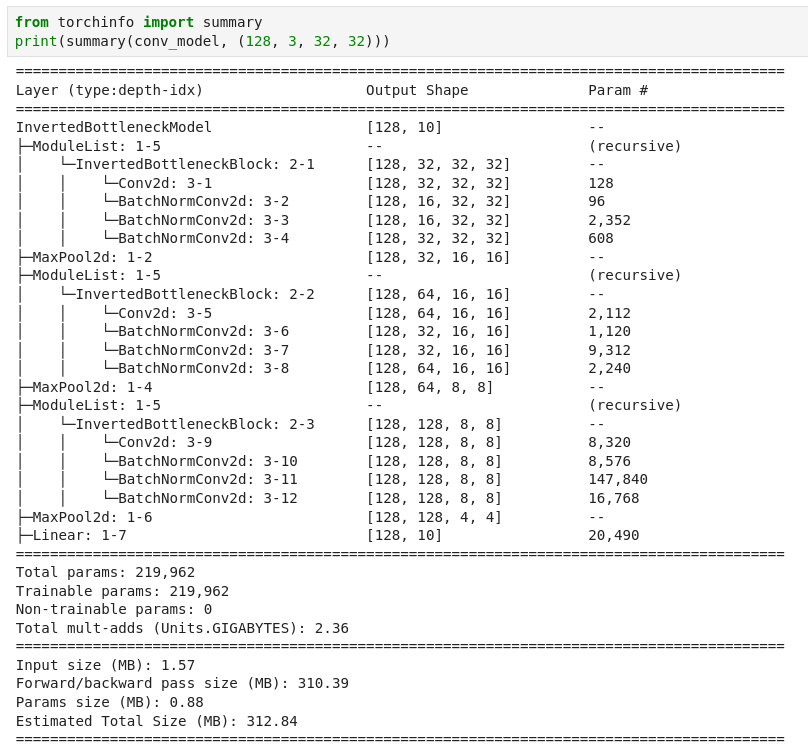 from torchinfo import summary
print(summary(conv_model, (128, 3, 32, 32)))
==========================================================================================
Layer (type:depth-idx)                   Output Shape              Param #
==========================================================================================
InvertedBottleneckModel                  [128, 10]                 --
├─ModuleList: 1-5                        --                        (recursive)
│    └─InvertedBottleneckBlock: 2-1      [128, 32, 32, 32]         --
│    │    └─Conv2d: 3-1                  [128, 32, 32, 32]         128
│    │    └─BatchNormConv2d: 3-2         [128, 16, 32, 32]         96
│    │    └─BatchNormConv2d: 3-3         [128, 16, 32, 32]         2,352
│    │    └─BatchNormConv2d: 3-4         [128, 32, 32, 32]         608
├─MaxPool2d: 1-2                         [128, 32, 16, 16]         --
├─ModuleList: 1-5                        --                        (recursive)
│    └─InvertedBottleneckBlock: 2-2      [128, 64, 16, 16]         --
│    │    └─Conv2d: 3-5                  [128, 64, 16, 16]         2,112
│    │    └─BatchNormConv2d: 3-6         [128, 32, 16, 16]         1,120
│    │    └─BatchNormConv2d: 3-7         [128, 32, 16, 16]         9,312
│    │    └─BatchNormConv2d: 3-8         [128, 64, 16, 16]         2,240
├─MaxPool2d: 1-4                         [128, 64, 8, 8]           --
├─ModuleList: 1-5                        --                        (recursive)
│    └─InvertedBottleneckBlock: 2-3      [128, 128, 8, 8]          --
│    │    └─Conv2d: 3-9                  [128, 128, 8, 8]          8,320
│    │    └─BatchNormConv2d: 3-10        [128, 128, 8, 8]          8,576
│    │    └─BatchNormConv2d: 3-11        [128, 128, 8, 8]          147,840
│    │    └─BatchNormConv2d: 3-12        [128, 128, 8, 8]          16,768
├─MaxPool2d: 1-6                         [128, 128, 4, 4]          --
├─Linear: 1-7                            [128, 10]                 20,490
==========================================================================================
Total params: 219,962
Trainable params: 219,962
Non-trainable params: 0
Total mult-adds (Units.GIGABYTES): 2.36
==========================================================================================
Input size (MB): 1.57
Forward/backward pass size (MB): 310.39
Params size (MB): 0.88
Estimated Total Size (MB): 312.84
==========================================================================================